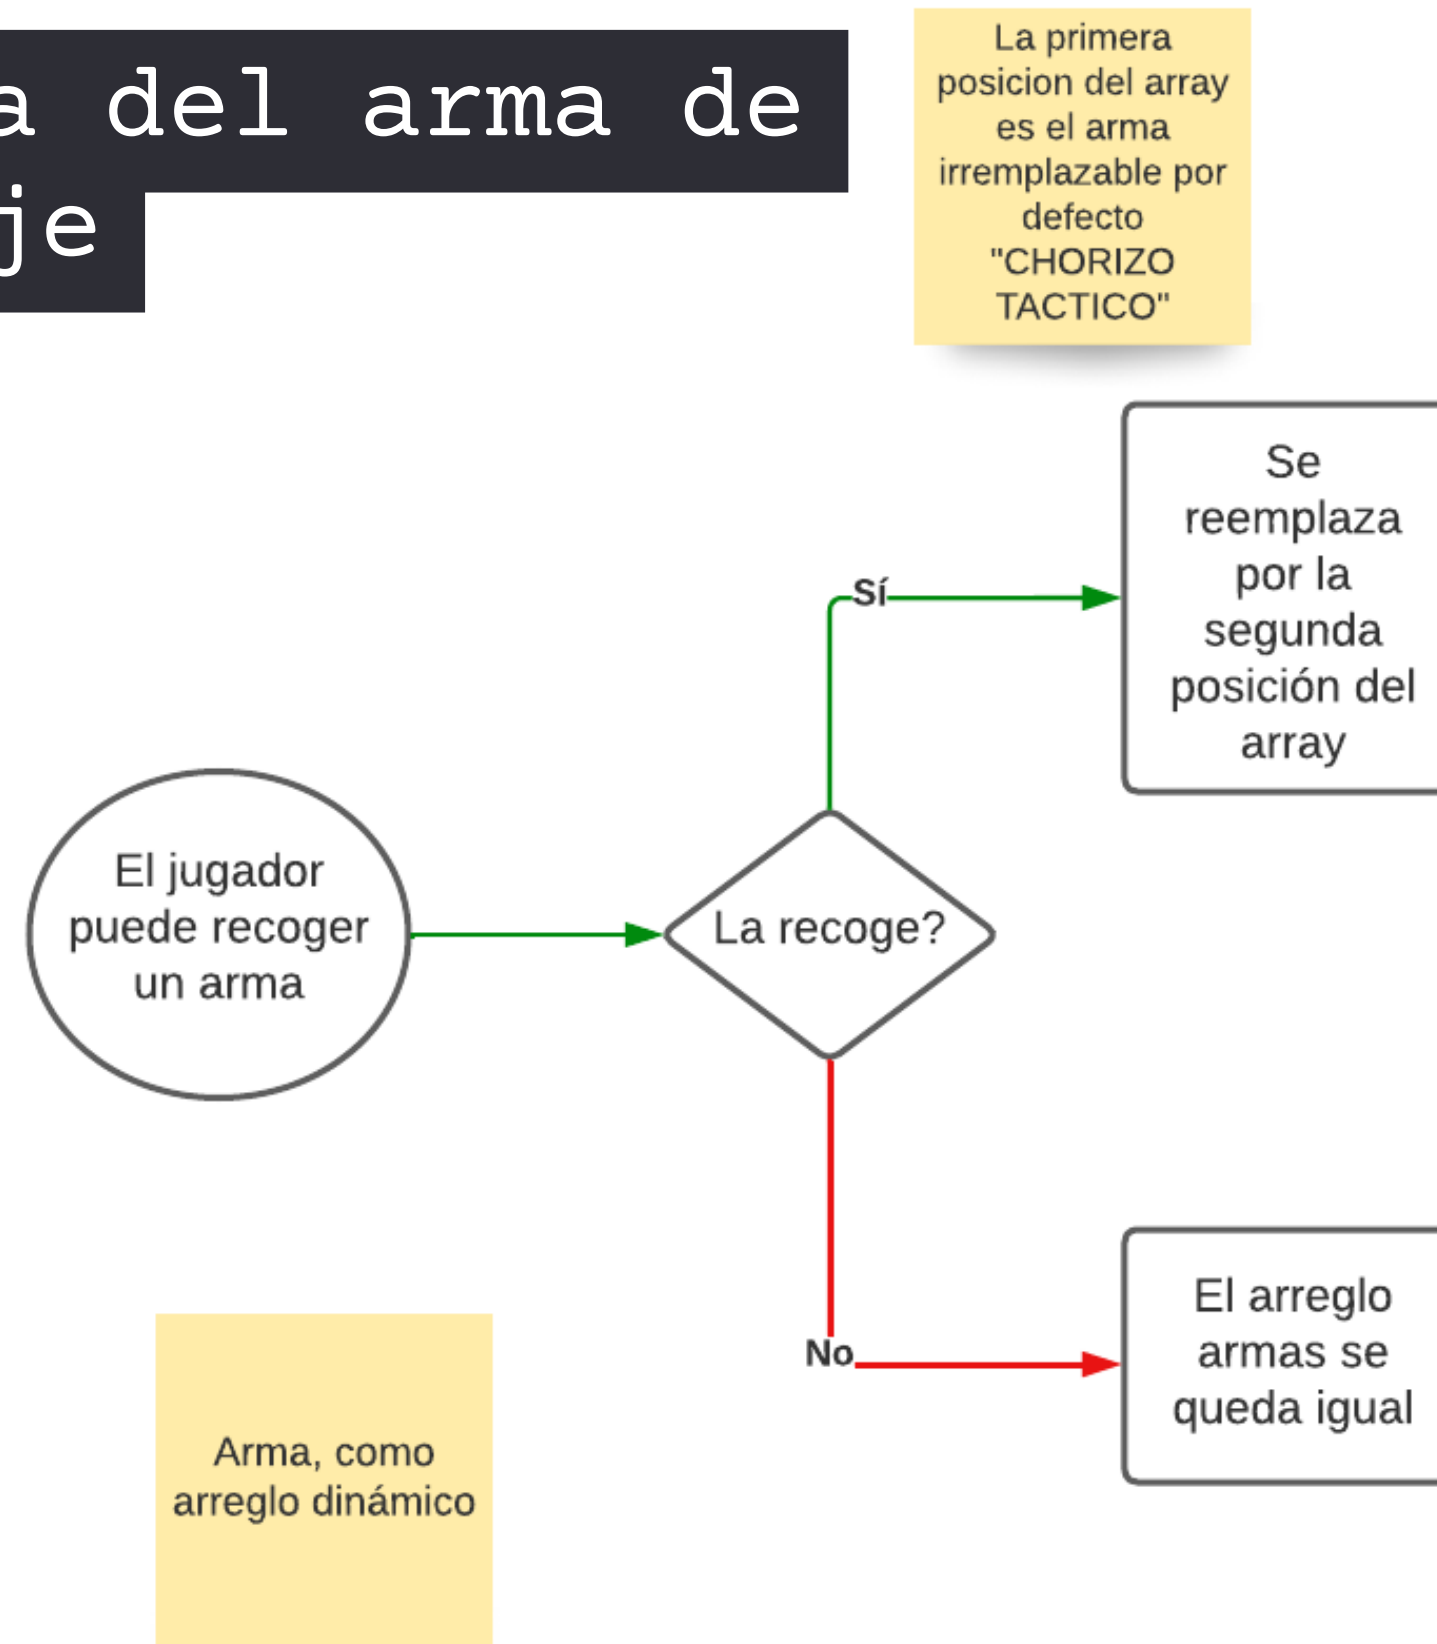 a del arma de
je
La primera
posicion del array
es el arma
irremplazable por
defecto
"CHORIZO
TACTICO"
Se
reemplaza
por la
segunda
posición del
array
Sí
El jugador
puede recoger
un arma
La recoge?
No
El arreglo
armas se
queda igual
Arma, como
arreglo dinámico